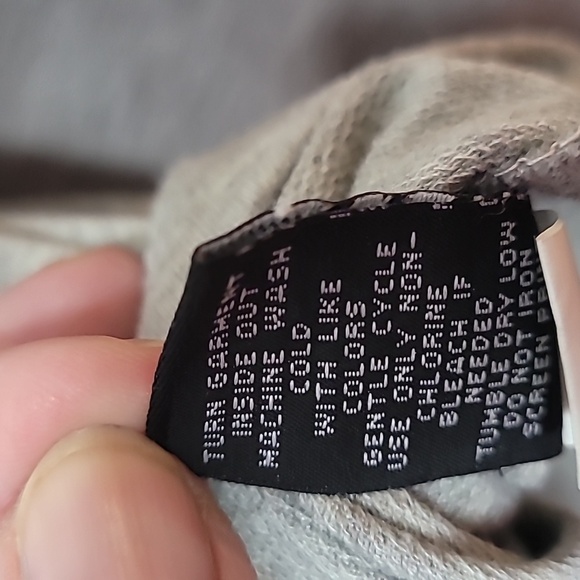 TURN GARMENT
INSIDE OUT
MACHINE WASH
COLD
WITH LIKE
COLORS
GENTLE CYCLE
USE ONLY NON-
CHLORINE
BLEACH IF
NEEDED
TUMBLE DRY LOW
DO NOT IRON
SCREEN